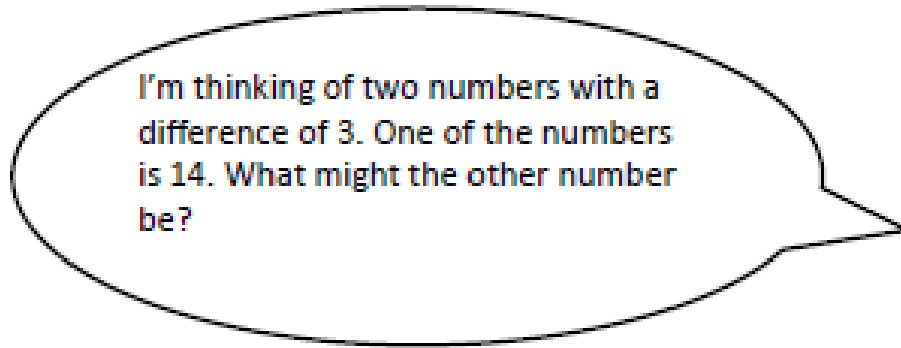 I'm thinking of two numbers with a
difference of 3. One of the numbers
is 14. What might the other number
be?